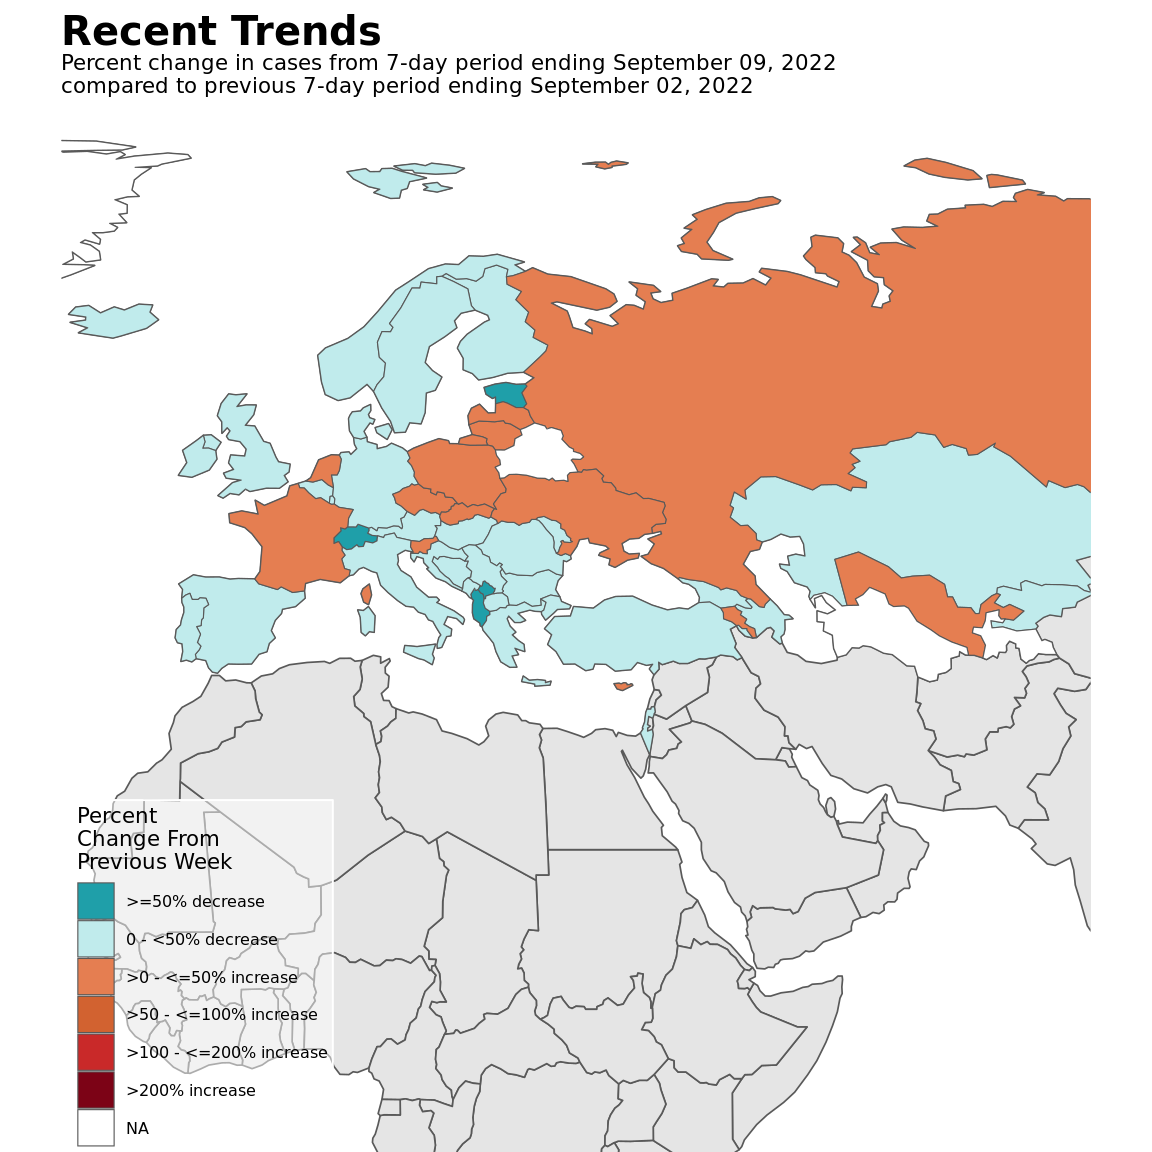 Recent Trends
Percent change in cases from 7-day period ending September 09, 2022
compared to previous 7-day period ending September 02, 2022
Percent
Change From
Previous Week
>=50% decrease
0 - <50% decrease
>0 - <=50% increase
>50 - <=100% increase
>100 - <=200% increase
>200% increase
NA